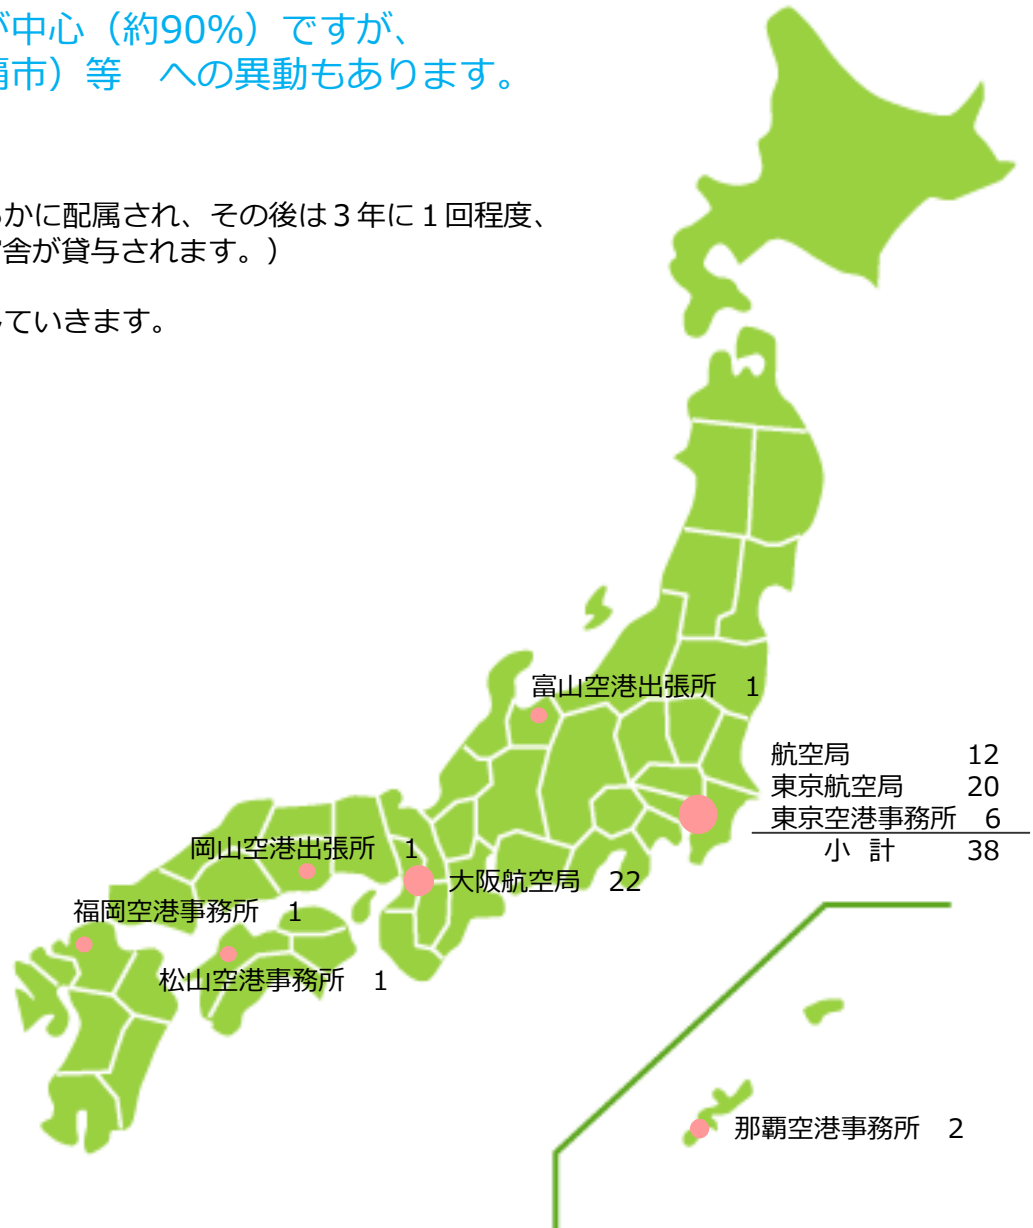 が中心（約90%）ですが、
覇市）等　への異動もあります。
かに配属され、その後は３年に１回程度、
舎が貸与されます。）
ていきます。
富山空港出張所　1
航空局　12
東京航空局　20
東京空港事務所　6
小 計　38
岡山空港出張所　1
大阪航空局　22
福岡空港事務所　1
松山空港事務所　1
那覇空港事務所　2